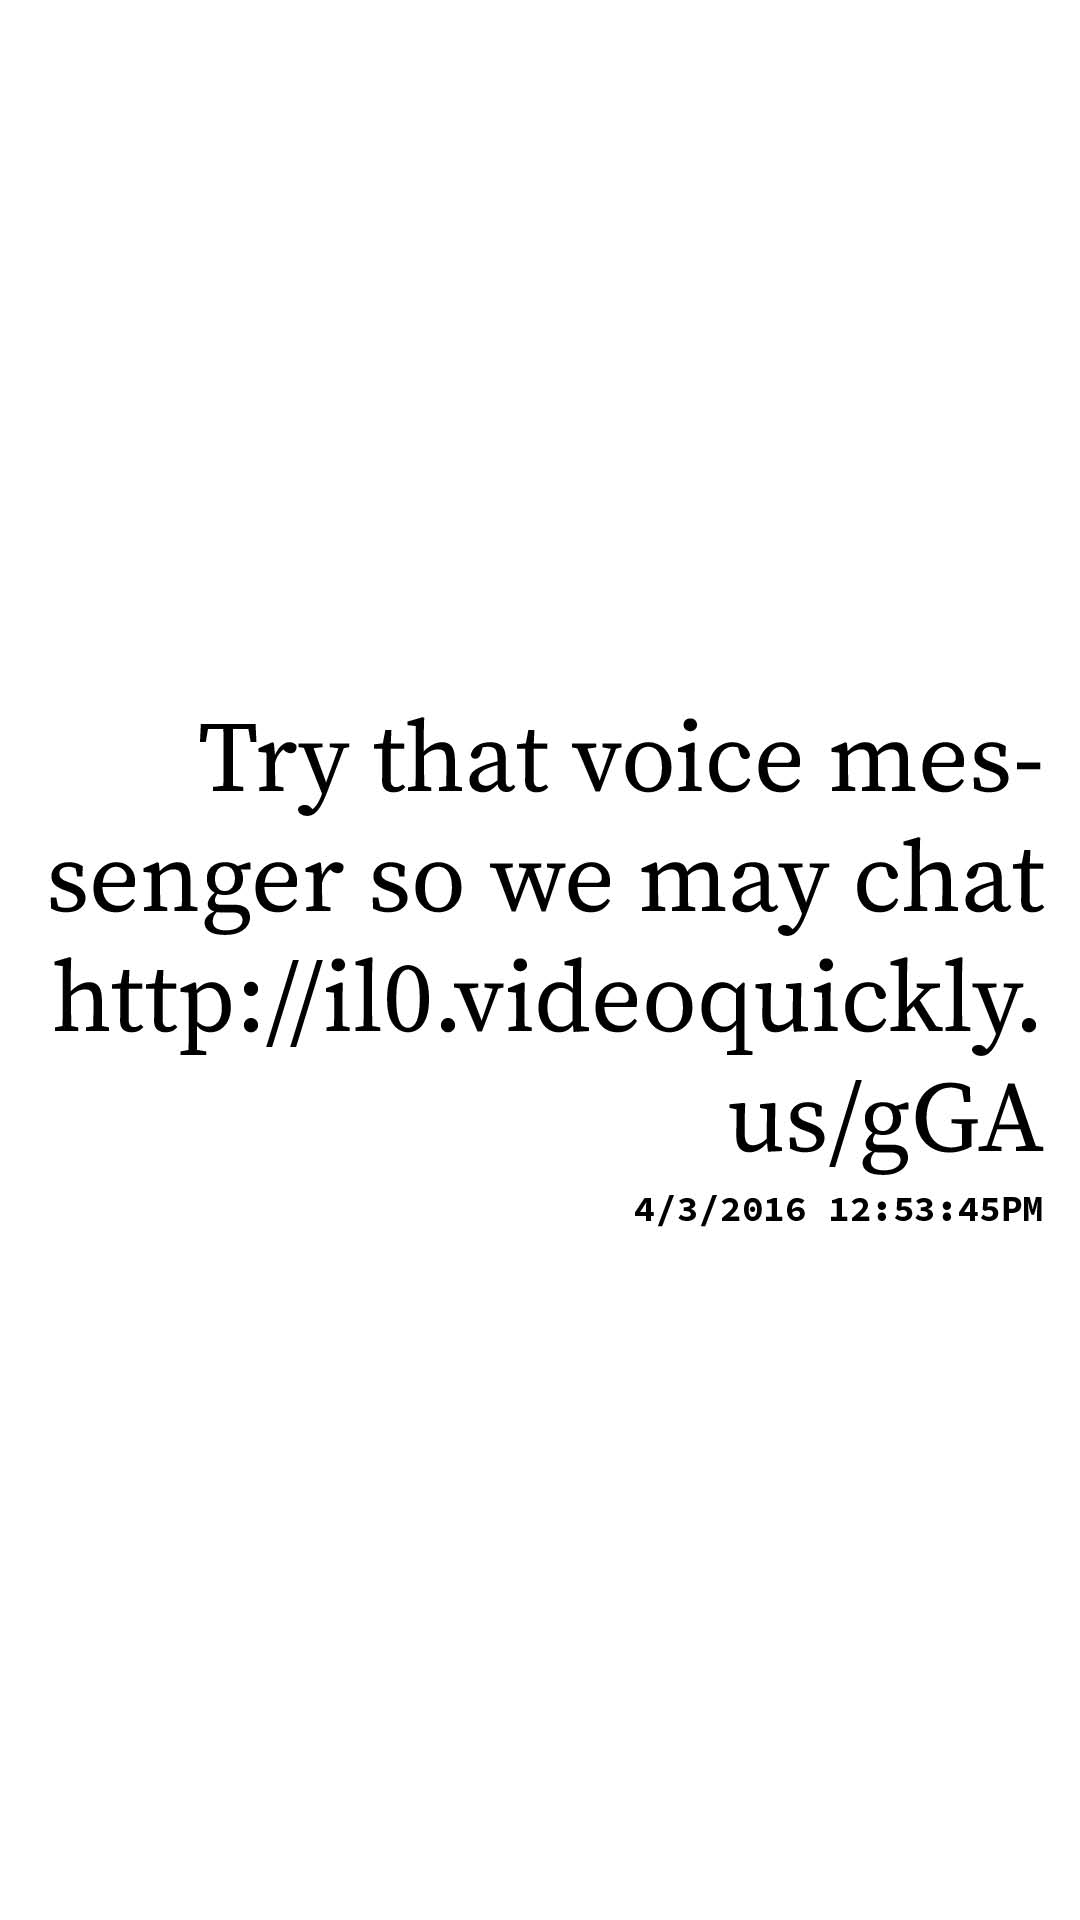 Try that voice mes-
senger so we may chat
http://il0.videoquickly.
us/gGA
4/3/2016 12:53:45PM